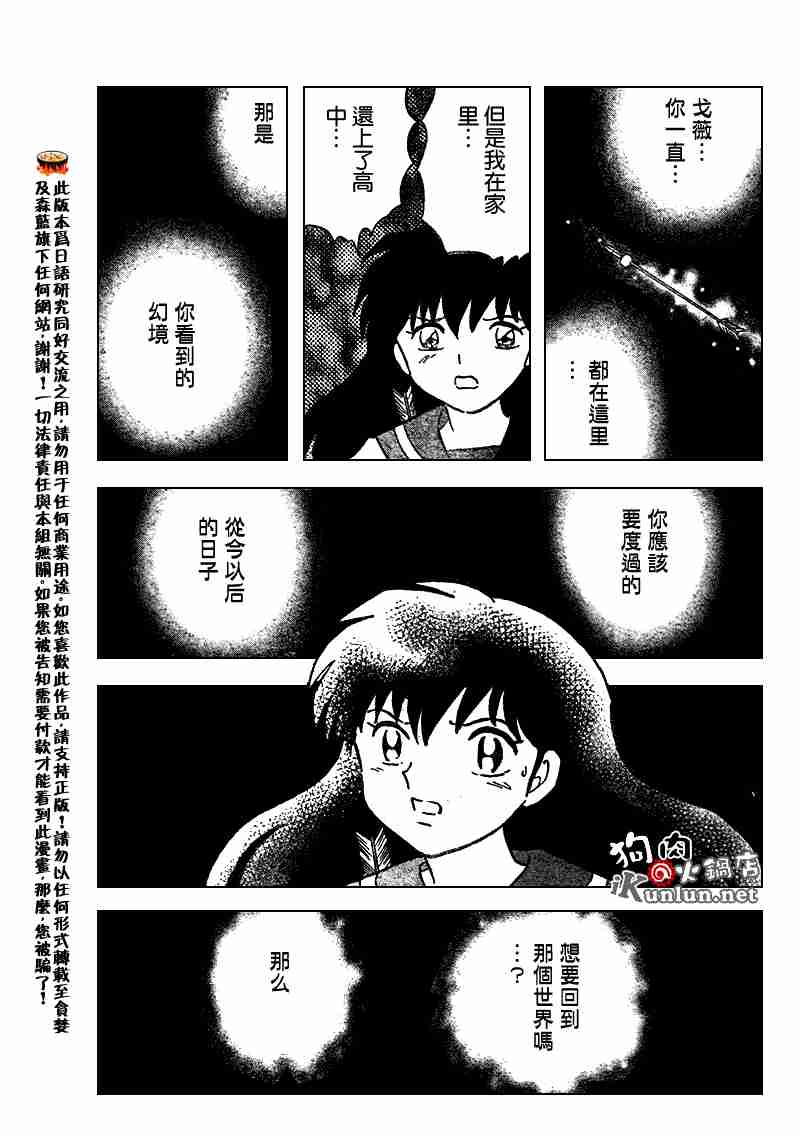 戈薇…
你一直…
都在這里
…
但是我在家
里…
還上了高
中…
那是
你看到的
幻境
你應該
要度過的
從今以后
的日子
想要回到
那個世界嗎
…?
那么
狗肉
火鍋店
iKunlun.net
此版本爲日語研究同好交流之用，請勿用于任何商業用途。如您喜歡此作品，請支持正版！請勿以任何形式轉載至貪婪
及森藍旗下任何網站，謝謝！一切法律責任與本組無關。如果您被告知需要付款才能看到此漫畫，那麼，您被騙了！